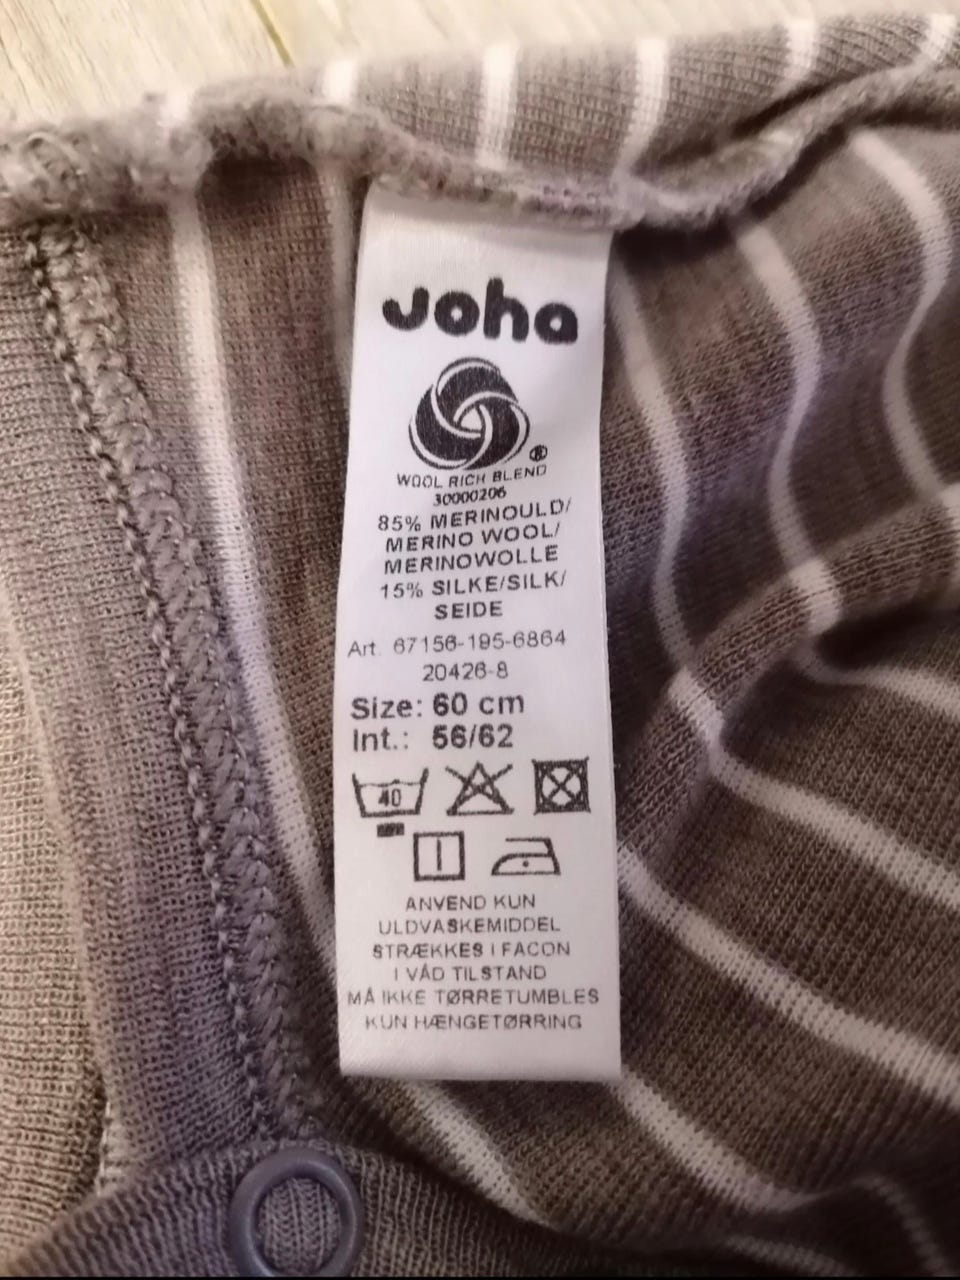 Joha
®
WOOL RICH BLEND
30000206
85% MERINOULD/
MERINO WOOL/
MERINOWOLLE
15% SILKE/SILK/
SEIDE
Art. 67156-195-6864
20426-8
Size: 60 cm
Int.: 56/62
40
ANVEND KUN
ULDVASKEMIDDEL
STRÆKKES I FACON
I VÅD TILSTAND
MÅ IKKE TØRRETUMBLES
KUN HÆNGETØRRING